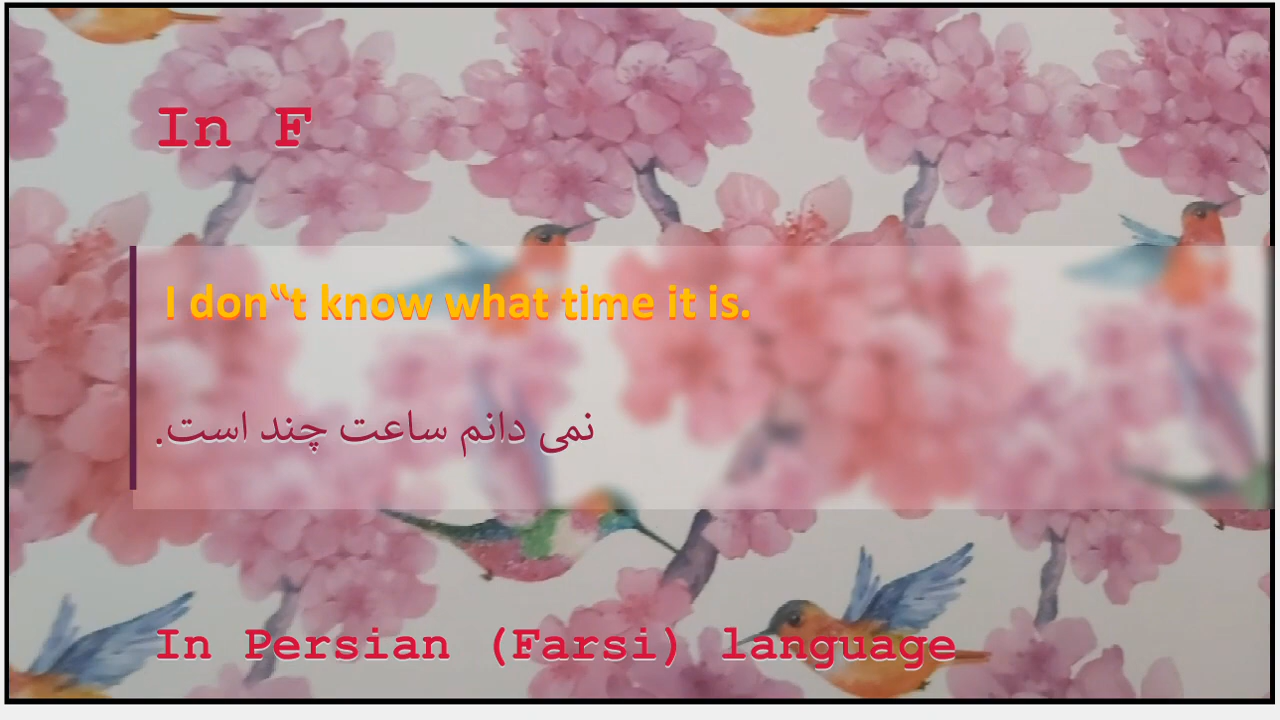 In F
I don‟t know what time it is.
نمی دانم ساعت چند است.
In Persian (Farsi) language